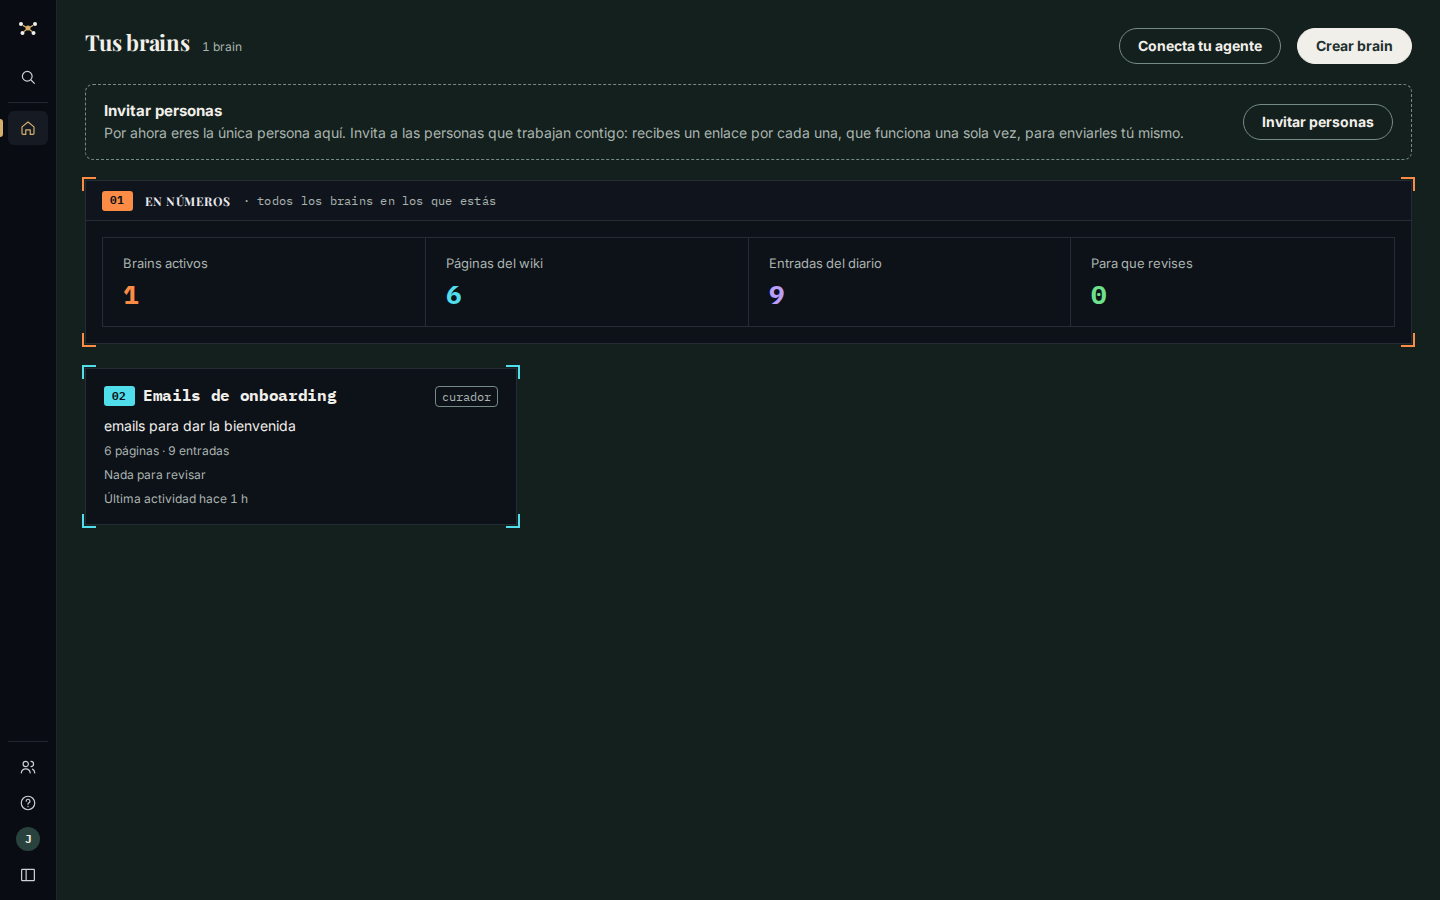 Tus brains 1 brain
Conecta tu agente
Crear brain
Invitar personas
Por ahora eres la única persona aquí. Invita a las personas que trabajan contigo: recibes un enlace por cada una, que funciona una sola vez, para enviarles tú mismo.
Invitar personas
01 EN NÚMEROS · todos los brains en los que estás
Brains activos
1
Páginas del wiki
6
Entradas del diario
9
Para que revises
0
02 Emails de onboarding
curador
emails para dar la bienvenida
6 páginas · 9 entradas
Nada para revisar
Última actividad hace 1 h
J